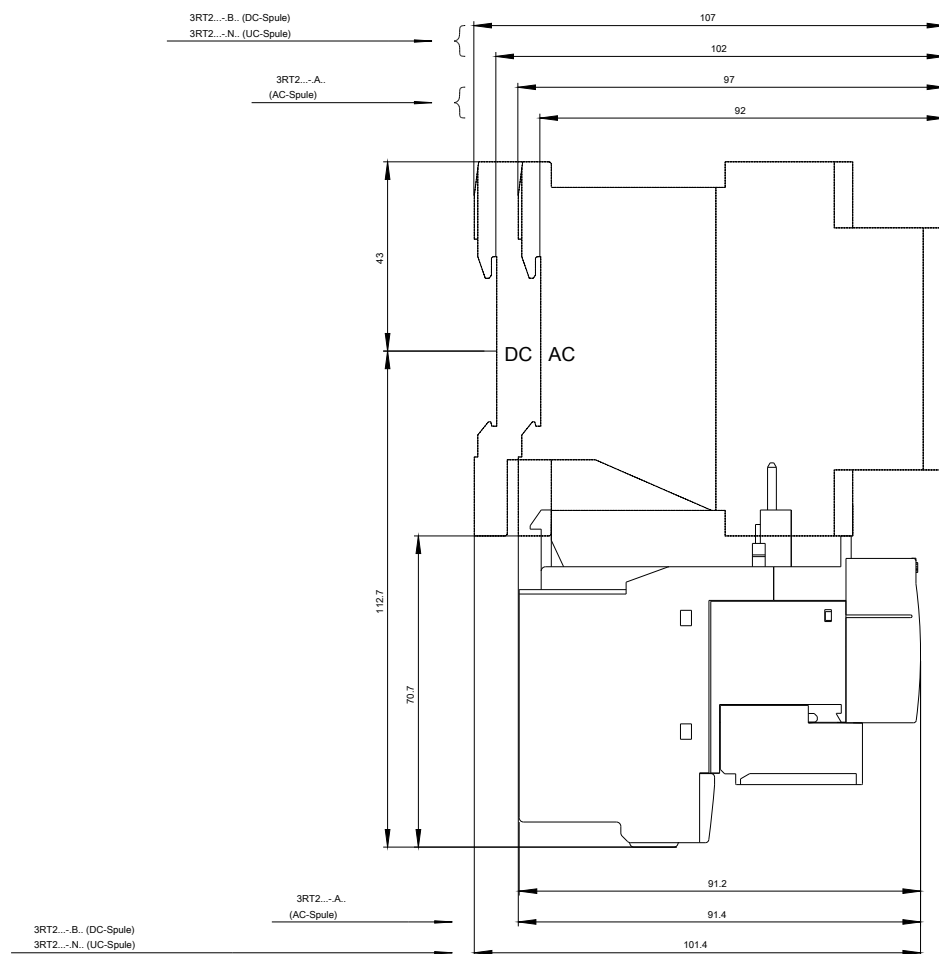 3RT2...-.B.. (DC-Spule)
107
3RT2...-.N.. (UC-Spule)
102
3RT2...-.A..
97
(AC-Spule)
92
43
DC AC
112.7
70.7
91.2
3RT2...-.A..
(AC-Spule)
91.4
3RT2...-.B.. (DC-Spule)
3RT2...-.N.. (UC-Spule)
101.4